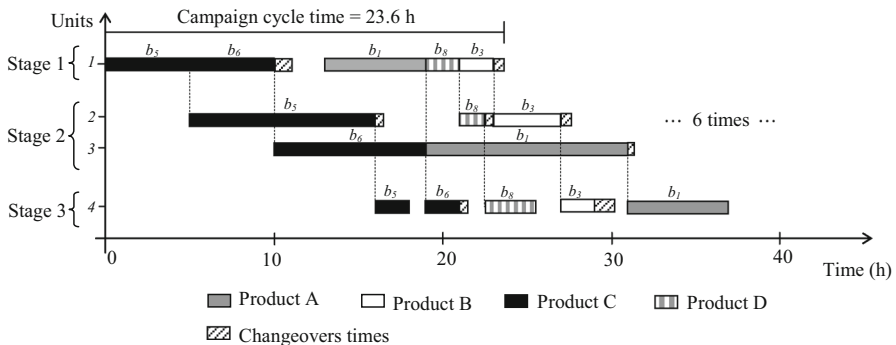 Campaign cycle time = 23.6 h
Units
b5 b6 b1 b8 b3
Stage 1 1
b5 b8 b3
Stage 2 2 ... 6 times ...
b6 b1
3
b5 b6 b8 b3 b1
Stage 3 4
0 10 20 30 40
Time (h)
Product A Product B Product C Product D
Changeovers times